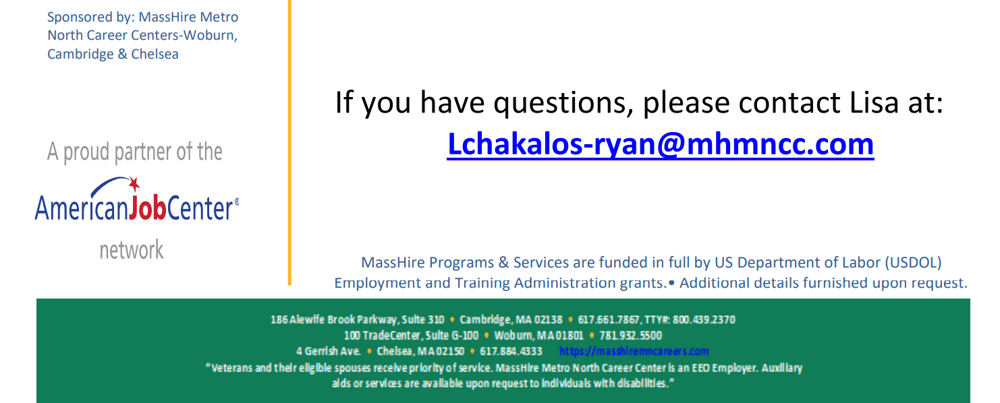 Sponsored by: MassHire Metro
North Career Centers-Woburn,
Cambridge & Chelsea
A proud partner of the
AmericanJobCenter®
network
If you have questions, please contact Lisa at:
Lchakalos-ryan@mhmncc.com
MassHire Programs & Services are funded in full by US Department of Labor (USDOL)
Employment and Training Administration grants.• Additional details furnished upon request.
186 Alewife Brook Parkway, Suite 310 • Cambridge, MA 02138 • 617.661.7867, TTY#: 800.439.2370
100 TradeCenter, Suite G-100 • Woburn, MA 01801 • 781.932.5500
4 Gerrish Ave. • Chelsea, MA 02150 • 617.884.4333 https://masshiremncareers.com
"Veterans and their eligible spouses receive priority of service. MassHire Metro North Career Center is an EEO Employer. Auxiliary
aids or services are available upon request to individuals with disabilities."